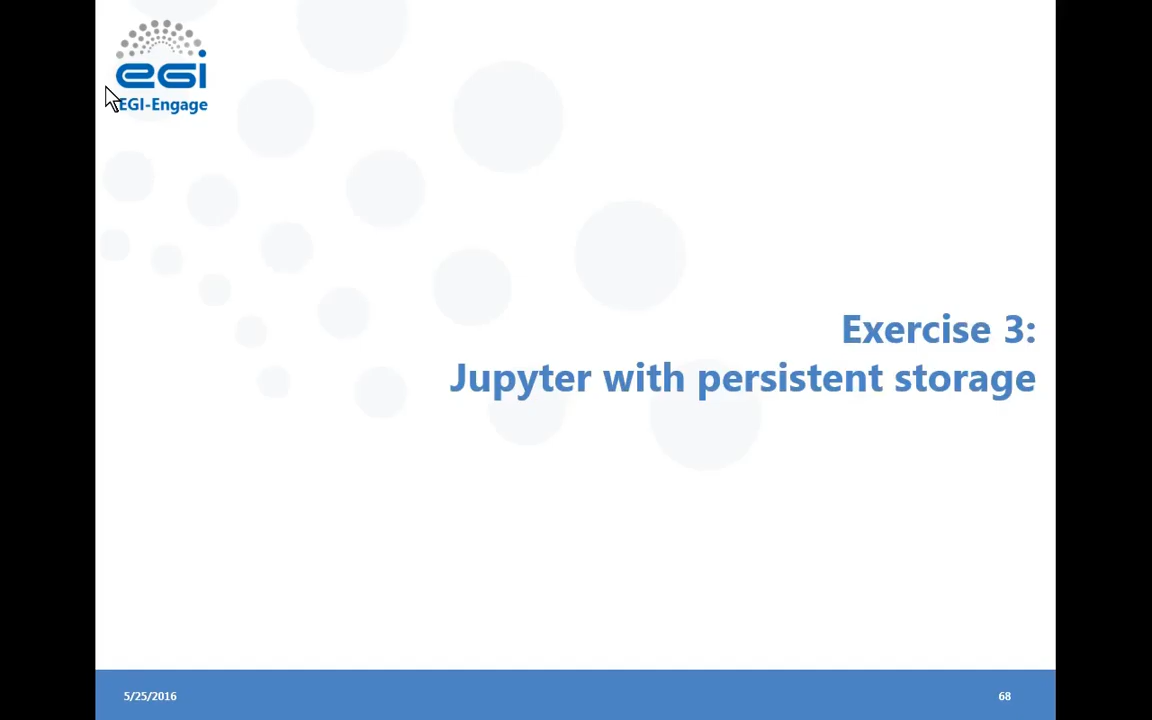 egi
EGI-Engage
Exercise 3:
Jupyter with persistent storage
5/25/2016
68